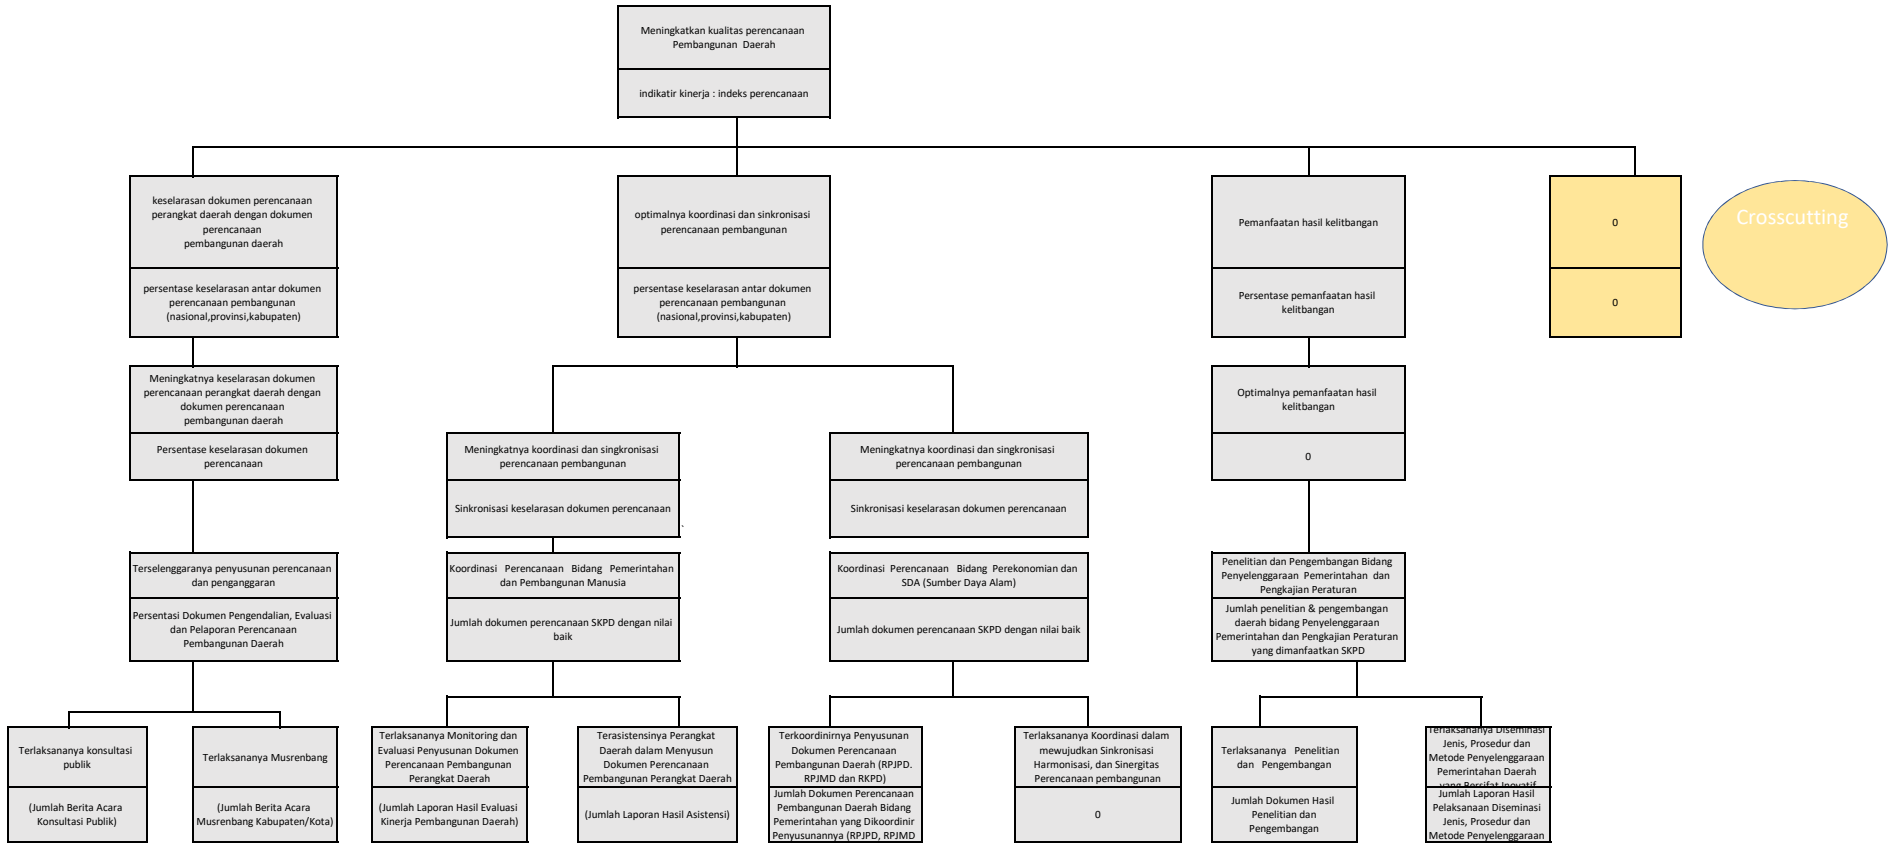 Meningkatkan kualitas perencanaan
Pembangunan Daerah
indikatir kinerja : indeks perencanaan
keselarasan dokumen perencanaan
perangkat daerah dengan dokumen
perencanaan
pembangunan daerah
persentase keselarasan antar dokumen
perencanaan pembangunan
(nasional,provinsi,kabupaten)
optimalnya koordinasi dan sinkronisasi
perencanaan pembangunan
persentase keselarasan antar dokumen
perencanaan pembangunan
(nasional,provinsi,kabupaten)
Pemanfaatan hasil kelitbangan
Persentase pemanfaatan hasil
kelitbangan
0
0
Crosscutting
Meningkatnya keselarasan dokumen
perencanaan perangkat daerah dengan
dokumen perencanaan
pembangunan daerah
Persentase keselarasan dokumen
perencanaan
Meningkatnya koordinasi dan singkronisasi
perencanaan pembangunan
Sinkronisasi keselarasan dokumen perencanaan
`
Meningkatnya koordinasi dan singkronisasi
perencanaan pembangunan
Sinkronisasi keselarasan dokumen perencanaan
Optimalnya pemanfaatan hasil
kelitbangan
0
Terselenggaranya penyusunan perencanaan
dan penganggaran
Persentasi Dokumen Pengendalian, Evaluasi
dan Pelaporan Perencanaan
Pembangunan Daerah
Koordinasi Perencanaan Bidang Pemerintahan
dan Pembangunan Manusia
Jumlah dokumen perencanaan SKPD dengan nilai
baik
Koordinasi Perencanaan Bidang Perekonomian dan
SDA (Sumber Daya Alam)
Jumlah dokumen perencanaan SKPD dengan nilai baik
Penelitian dan Pengembangan Bidang
Penyelenggaraan Pemerintahan dan
Pengkajian Peraturan
Jumlah penelitian & pengembangan
daerah bidang Penyelenggaraan
Pemerintahan dan Pengkajian Peraturan
yang dimanfaatkan SKPD
Terlaksananya konsultasi
publik
(Jumlah Berita Acara
Konsultasi Publik)
Terlaksananya Musrenbang
(Jumlah Berita Acara
Musrenbang Kabupaten/Kota)
Terlaksananya Monitoring dan
Evaluasi Penyusunan Dokumen
Perencanaan Pembangunan
Perangkat Daerah
(Jumlah Laporan Hasil Evaluasi
Kinerja Pembangunan Daerah)
Terasistensinya Perangkat
Daerah dalam Menyusun
Dokumen Perencanaan
Pembangunan Perangkat Daerah
(Jumlah Laporan Hasil Asistensi)
Terkoordinirnya Penyusunan
Dokumen Perencanaan
Pembangunan Daerah (RPJPD.
RPJMD dan RKPD)
Jumlah Dokumen Perencanaan
Pembangunan Daerah Bidang
Pemerintahan yang Dikoordinir
Penyusunannya (RPJPD, RPJMD
Terlaksananya Koordinasi dalam
mewujudkan Sinkronisasi
Harmonisasi, dan Sinergitas
Perencanaan pembangunan
0
Terlaksananya Penelitian
dan Pengembangan
Jumlah Dokumen Hasil
Penelitian dan
Pengembangan
Terlaksananya Diseminasi
Jenis, Prosedur dan
Metode Penyelenggaraan
Pemerintahan Daerah
yang Bersifat Inovatif
Jumlah Laporan Hasil
Pelaksanaan Diseminasi
Jenis, Prosedur dan
Metode Penyelenggaraan